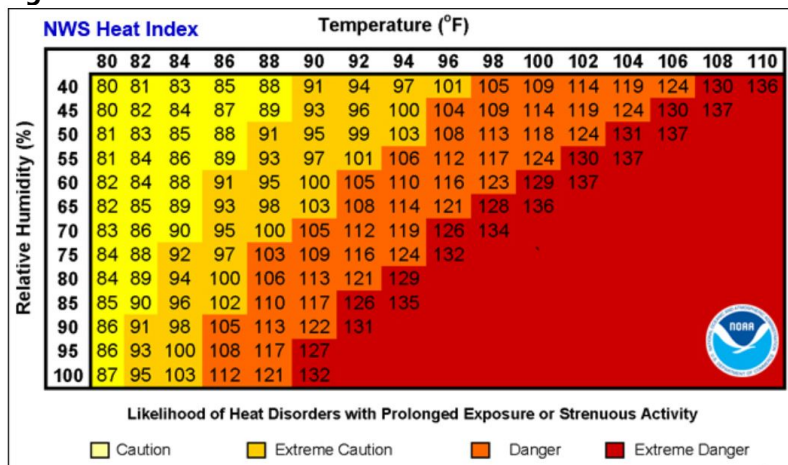 NWS Heat Index Temperature (°F)
80 82 84 86 88 90 92 94 96 98 100 102 104 106 108 110
Relative Humidity (%)
40 80 81 83 85 88 91 94 97 101 105 109 114 119 124 130 136
45 80 82 84 87 89 93 96 100 104 109 114 119 124 130 137
50 81 83 85 88 91 95 99 103 108 113 118 124 131 137
55 81 84 86 89 93 97 101 106 112 117 124 130 137
60 82 84 88 91 95 100 105 110 116 123 129 137
65 82 85 89 93 98 103 108 114 121 128 136
70 83 86 90 95 100 105 112 119 126 134
75 84 88 92 97 103 109 116 124 132
80 84 89 94 100 106 113 121 129
85 85 90 96 102 110 117 126 135
90 86 91 98 105 113 122 131
95 86 93 100 108 117 127
100 87 95 103 112 121 132
NOAA
Likelihood of Heat Disorders with Prolonged Exposure or Strenuous Activity
Caution Extreme Caution Danger Extreme Danger